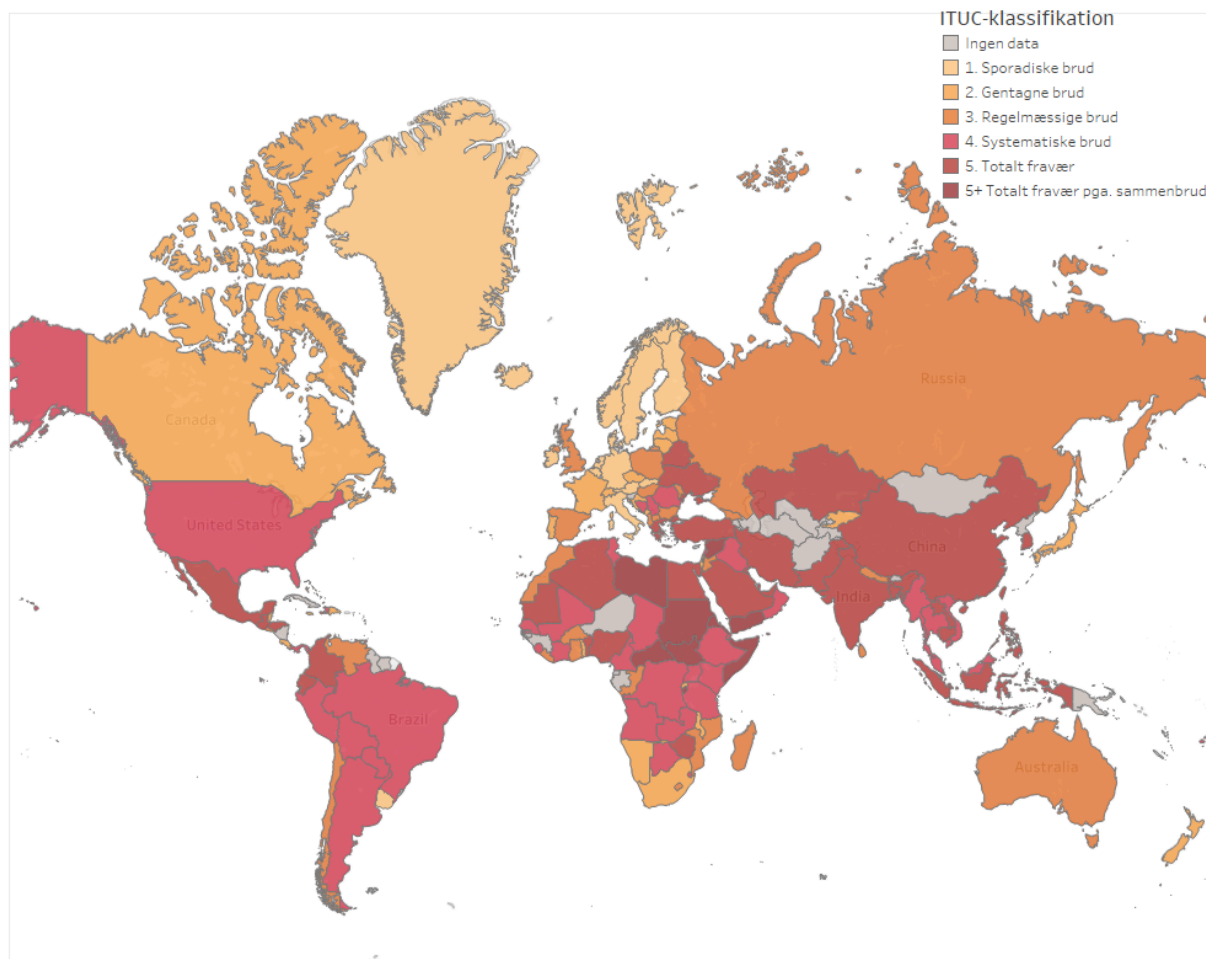 ITUC-klassifikation
Ingen data
1. Sporadiske brud
2. Gentagne brud
3. Regelmæssige brud
4. Systematiske brud
5. Totalt fravær
5+ Totalt fravær pga. sammenbrud
Russia
Canada
United States
China
India
Brazil
Australia